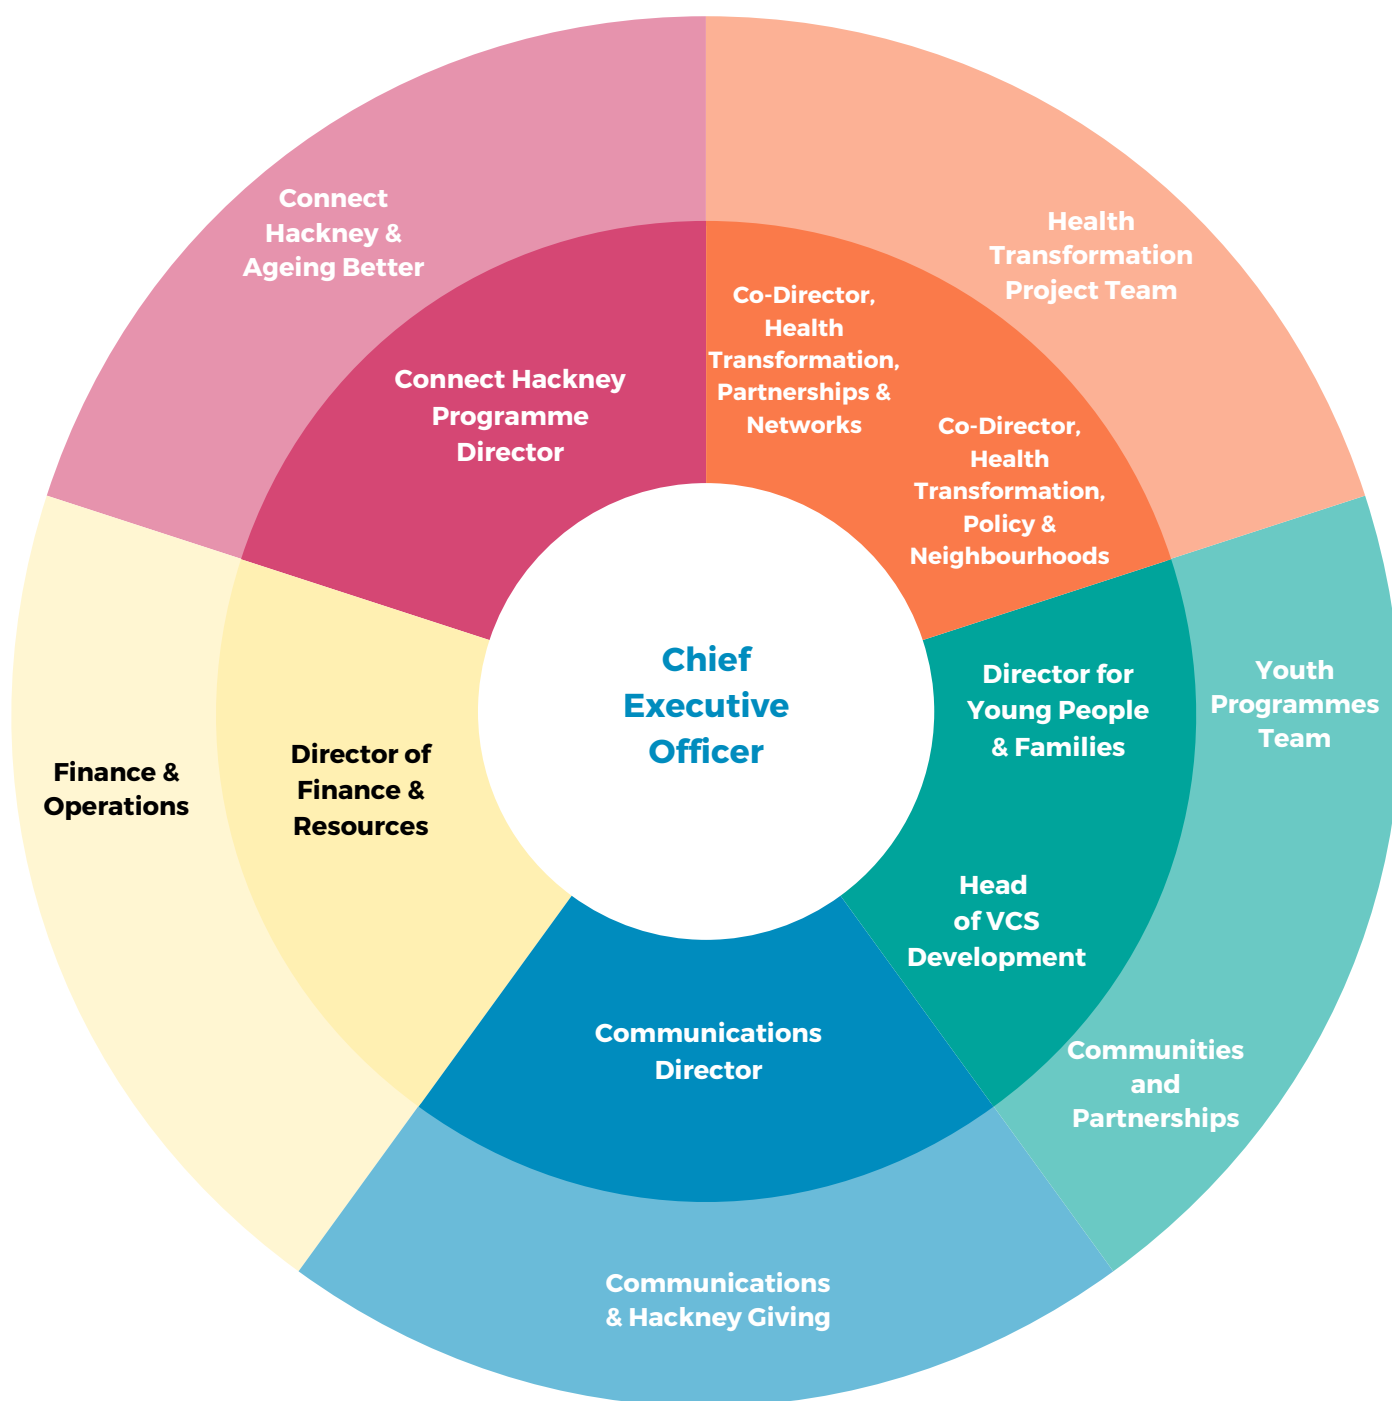 Connect
Hackney &
Ageing Better
Health
Transformation
Project Team
Connect Hackney
Programme
Director
Co-Director,
Health
Transformation,
Partnerships &
Networks
Co-Director,
Health
Transformation,
Policy &
Neighbourhoods
Chief
Executive
Officer
Director for
Young People
& Families
Youth
Programmes
Team
Finance &
Operations
Director of
Finance &
Resources
Head
of VCS
Development
Communications
Director
Communities
and
Partnerships
Communications
& Hackney Giving